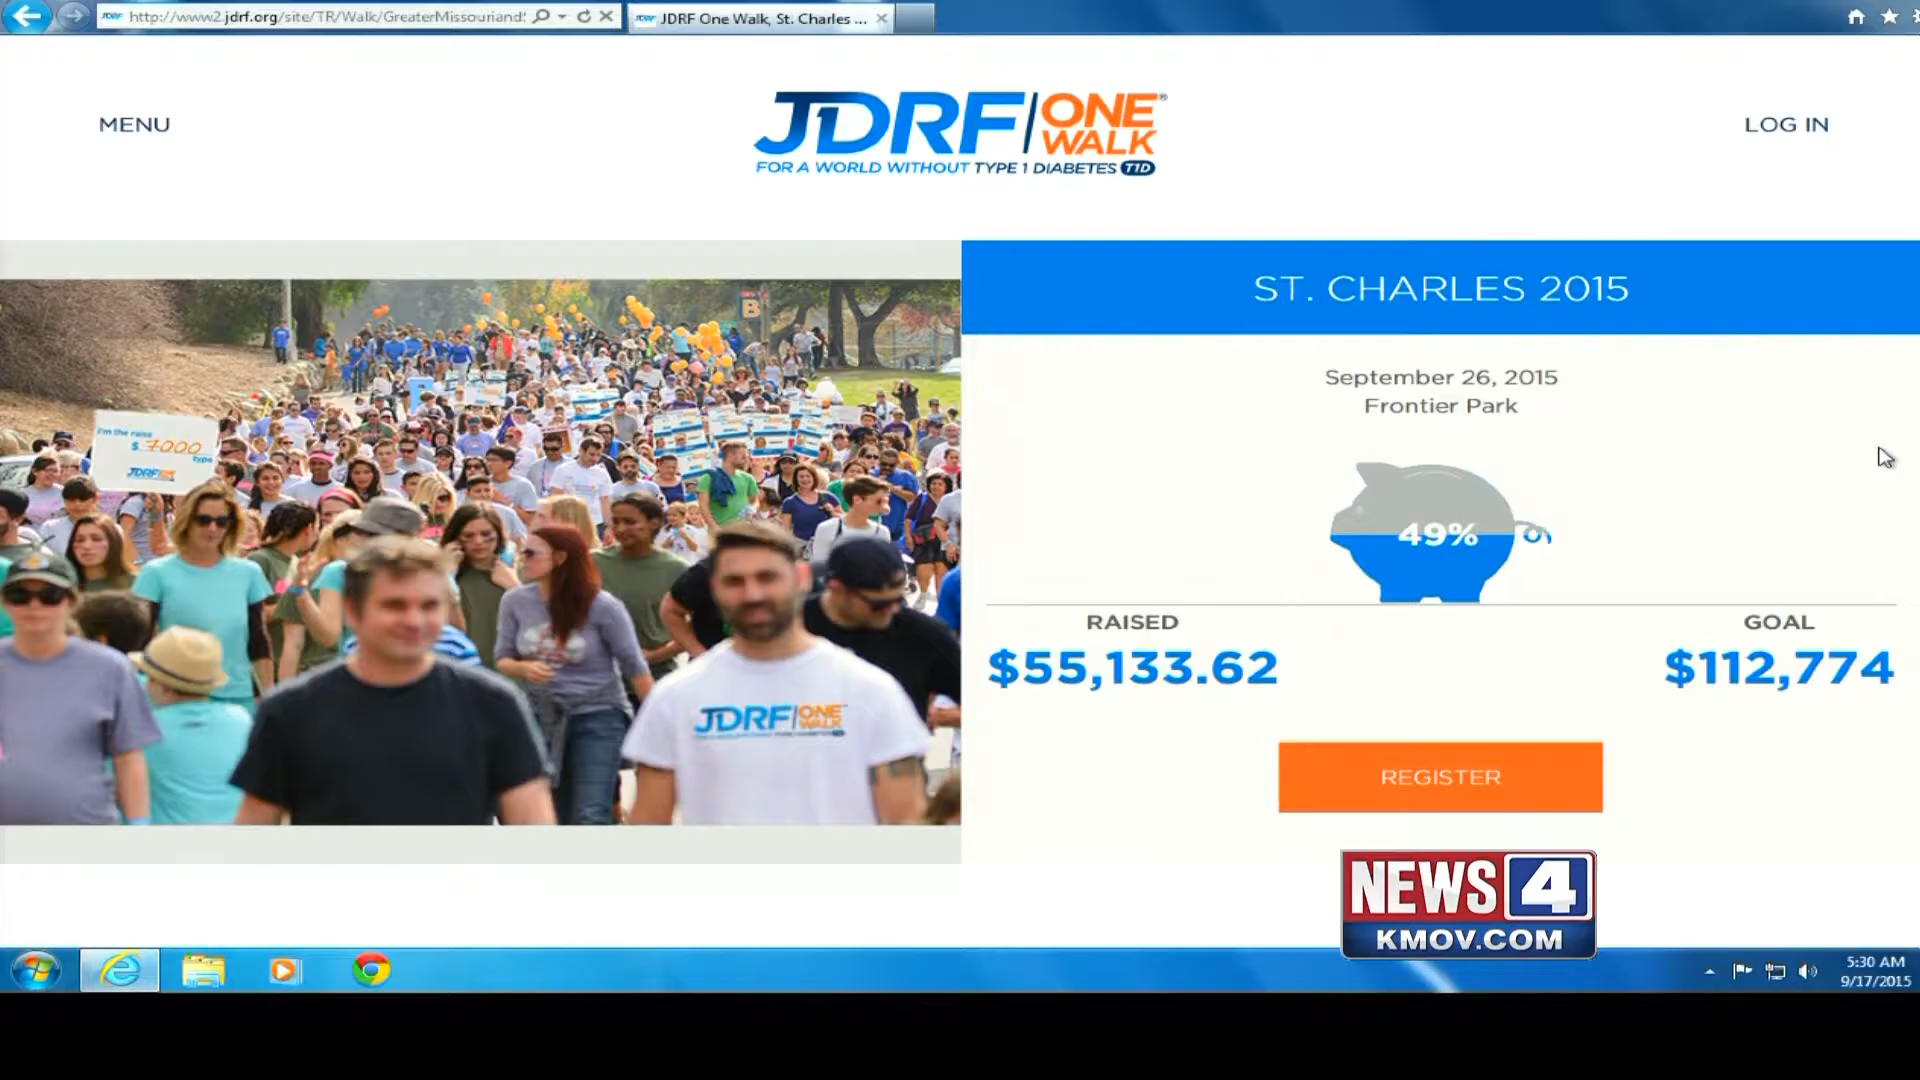 http://www2.jdrf.org/site/TR/Walk/GreaterMissouriandS
JDRF One Walk, St. Charles ...
MENU
JDRF ONE WALK®
FOR A WORLD WITHOUT TYPE 1 DIABETES T1D
LOG IN
ST. CHARLES 2015
September 26, 2015
Frontier Park
B
I'm the raise
$ 7000
type
JDRF
49%
RAISED
$55,133.62
GOAL
$112,774
JDRF ONE WALK
REGISTER
NEWS 4
KMOV.COM
5:30 AM
9/17/2015